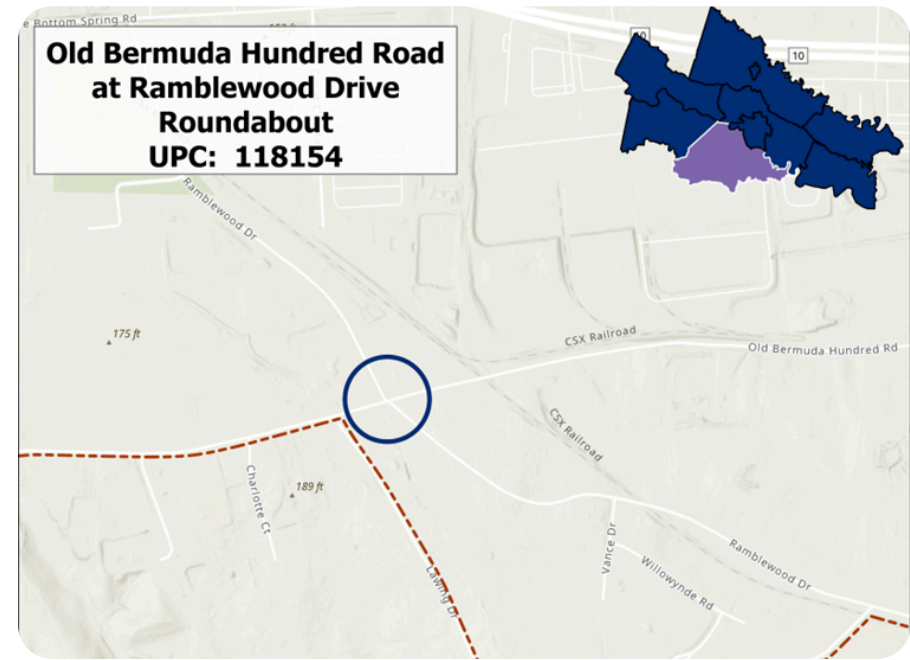 e Bottom Spring Rd
Old Bermuda Hundred Road
at Ramblewood Drive
Roundabout
UPC: 118154
10
10
Ramblewood Dr
175 ft
CSX Railroad
Old Bermuda Hundred Rd
CSX Railroad
Charlotte Ct
189 ft
Lawing Dr
Vance Dr
Willowynde Rd
Ramblewood Dr